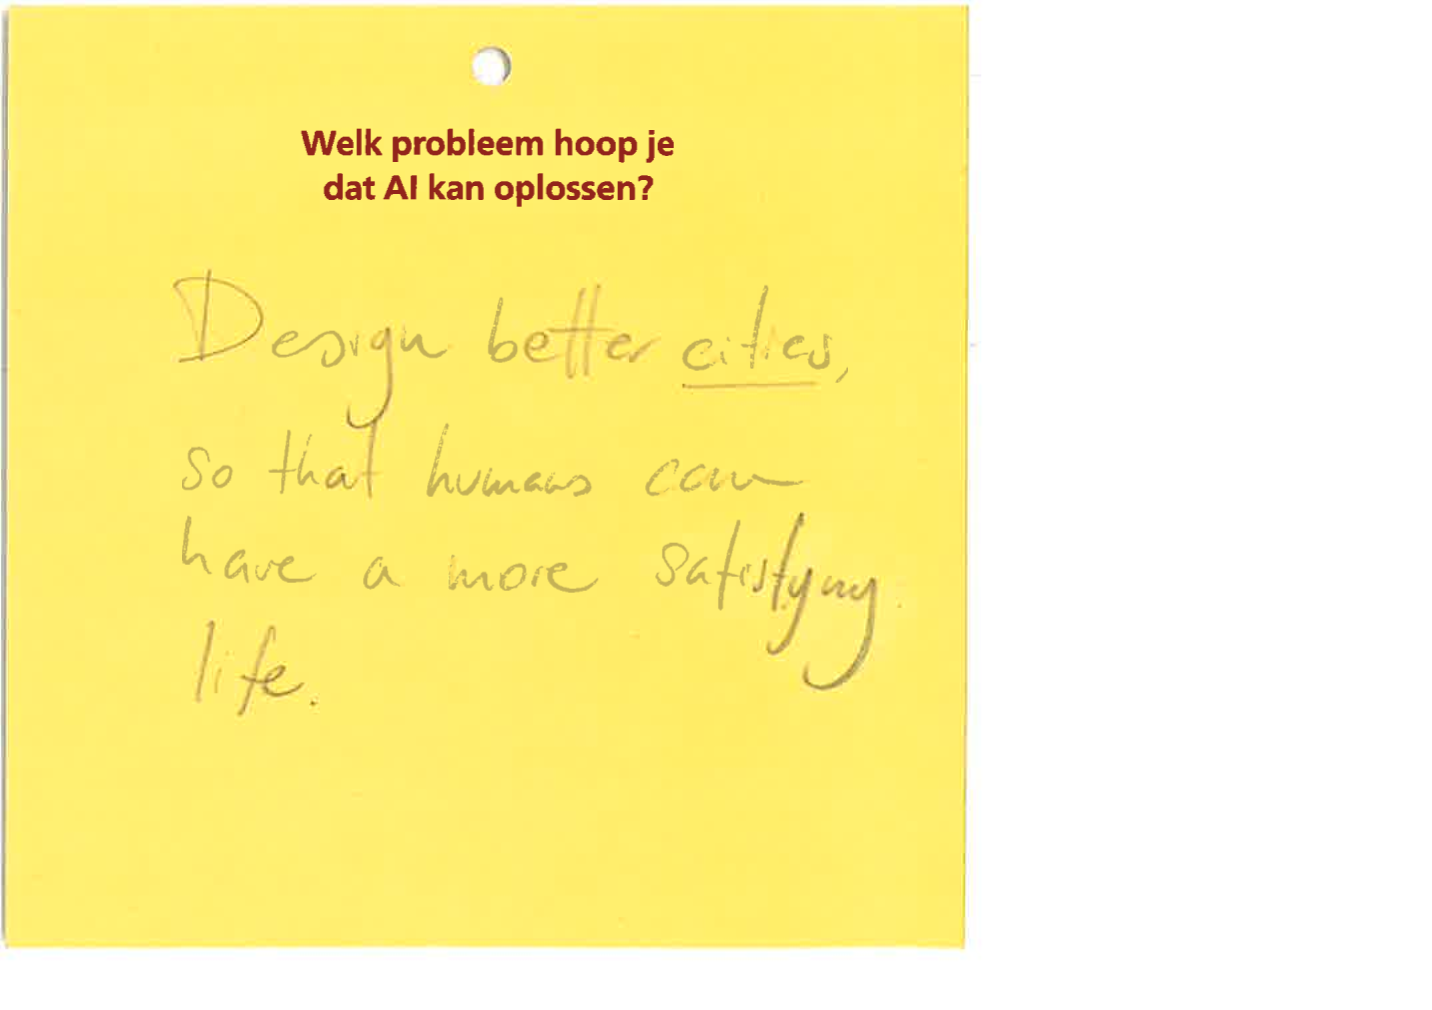 Welk probleem hoop je
dat AI kan oplossen?
Design better cities,
so that humans can
have a more satisfying
life.